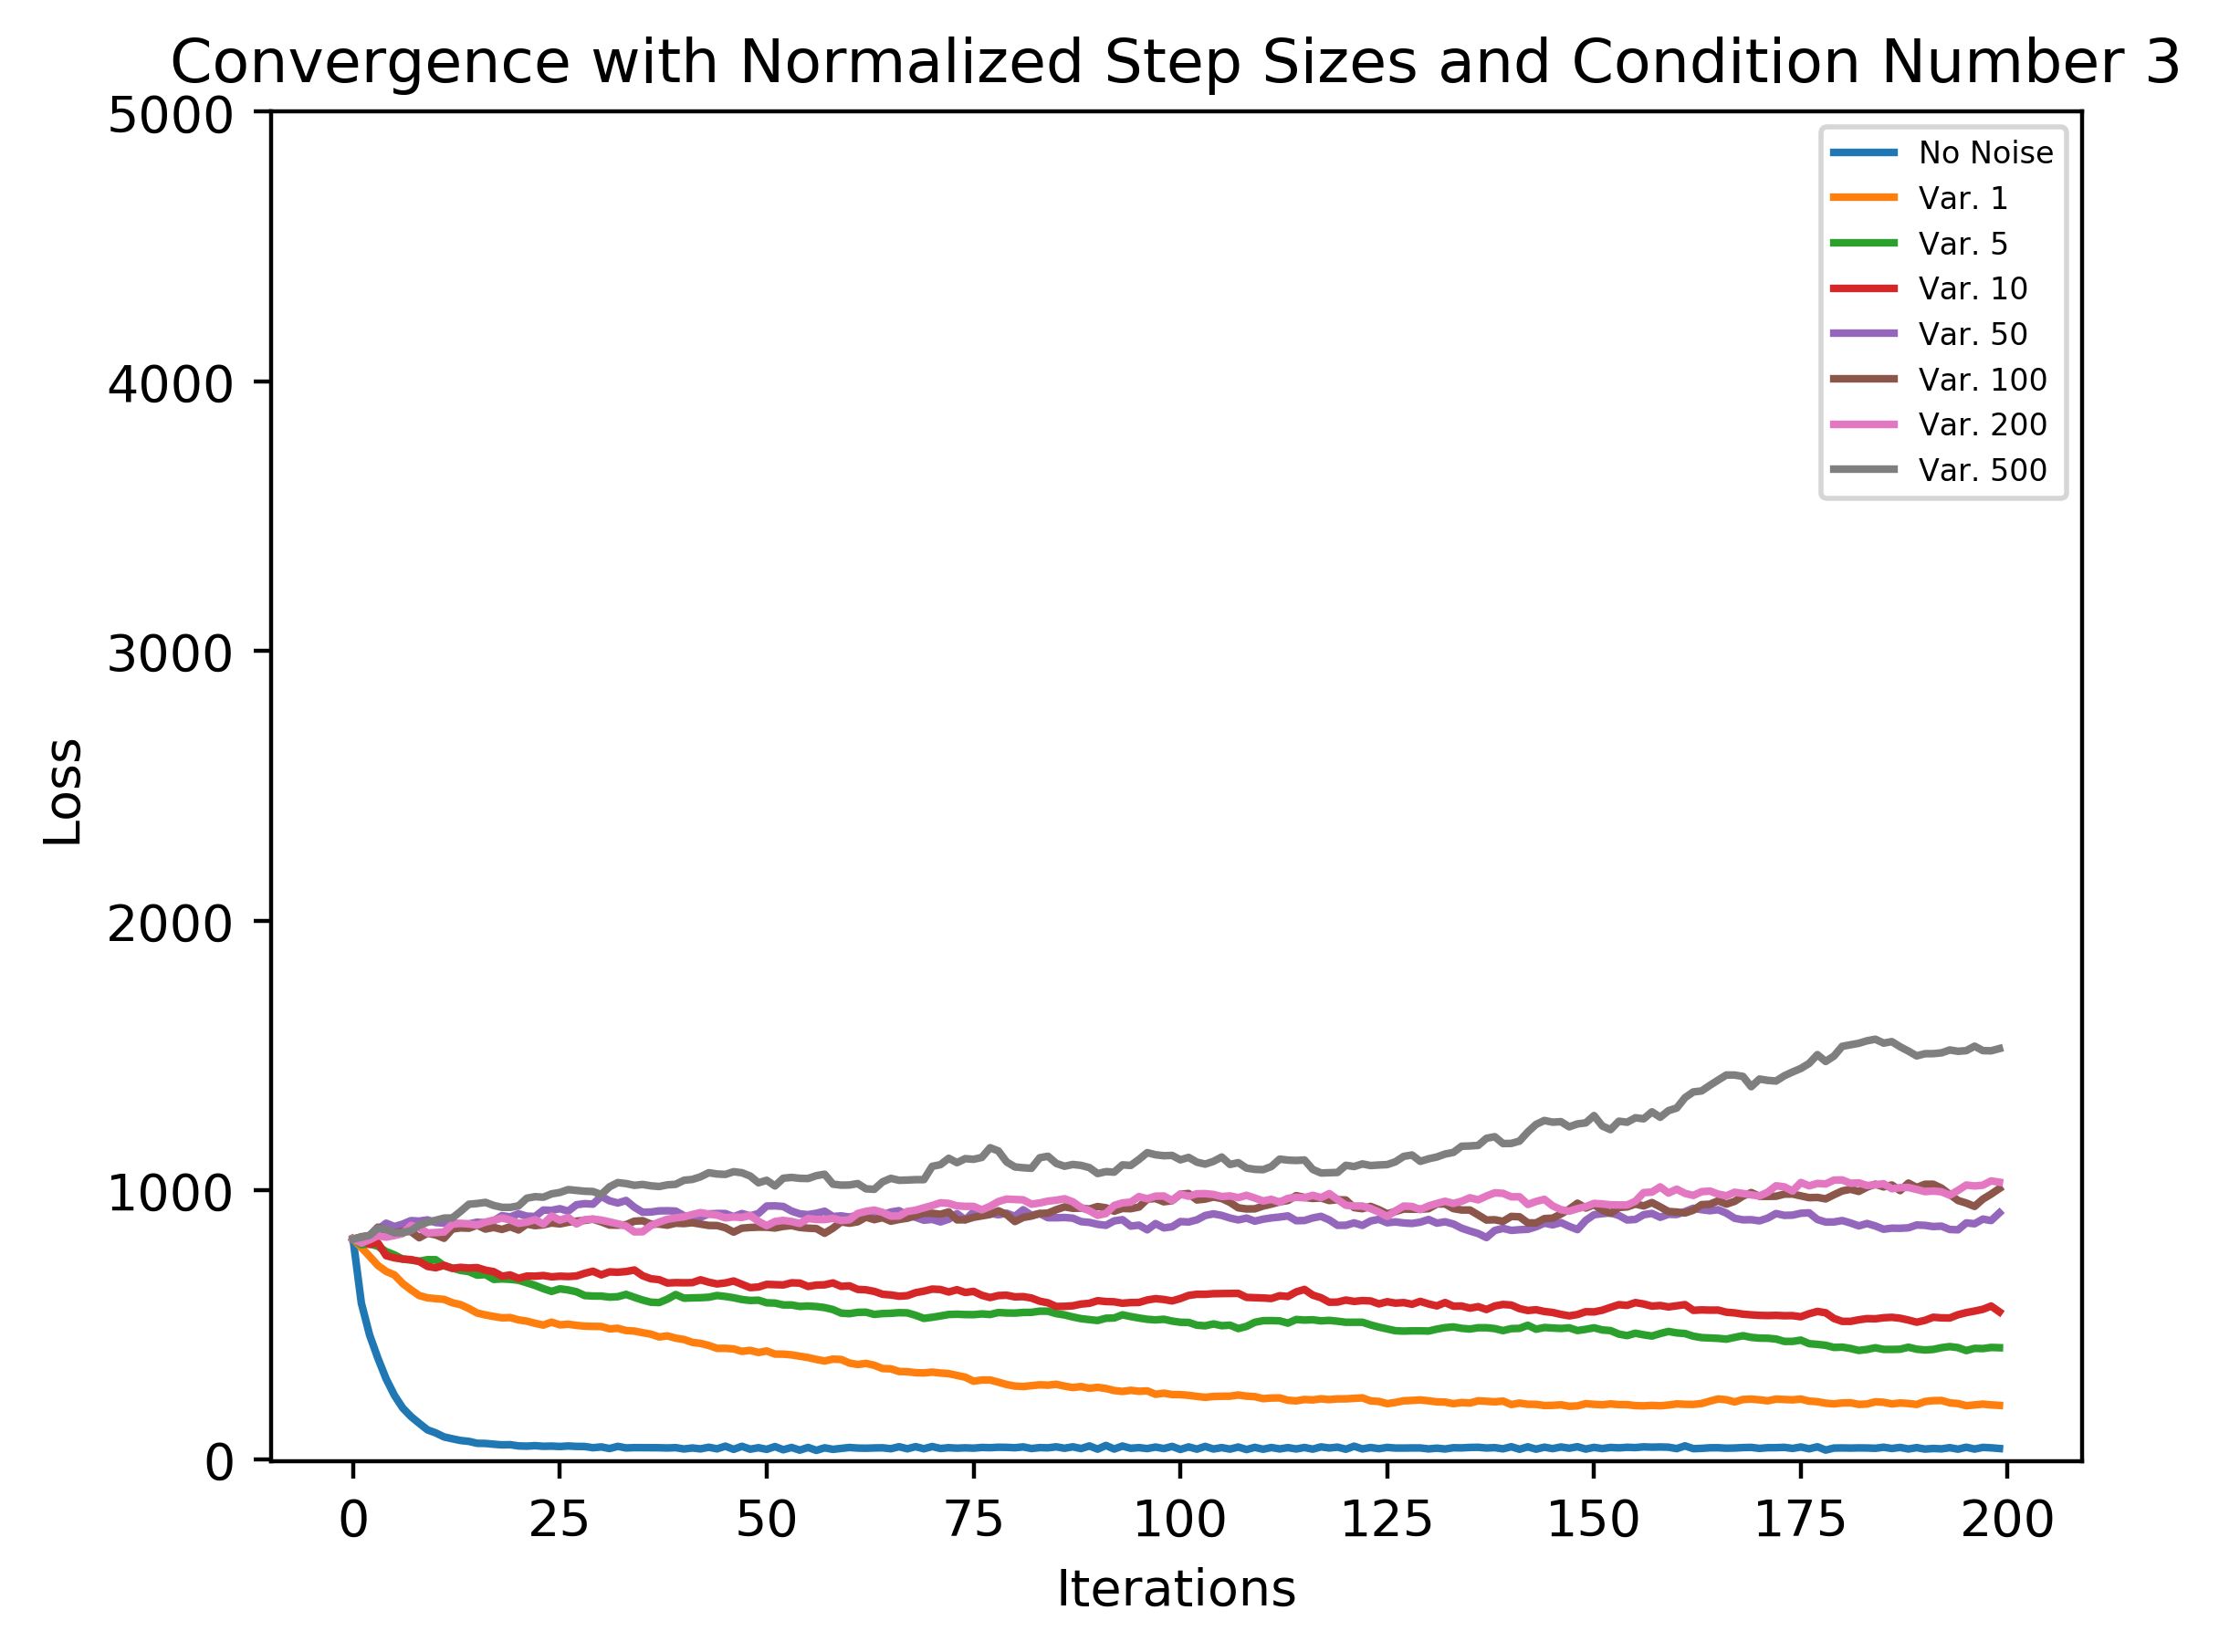 Convergence with Normalized Step Sizes and Condition Number 3
5000
4000
3000
2000
1000
0
Loss
No Noise
Var. 1
Var. 5
Var. 10
Var. 50
Var. 100
Var. 200
Var. 500
0 25 50 75 100 125 150 175 200
Iterations